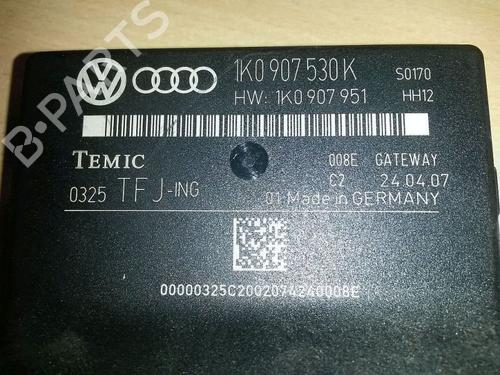 1K0 907 530 K S0170
HW: 1K0 907 951 HH12
TEMIC 008E GATEWAY
C2 24.04.07
0325 TFJ-ING 01 Made in GERMANY
00000325C2002074240008E
B-PARTS